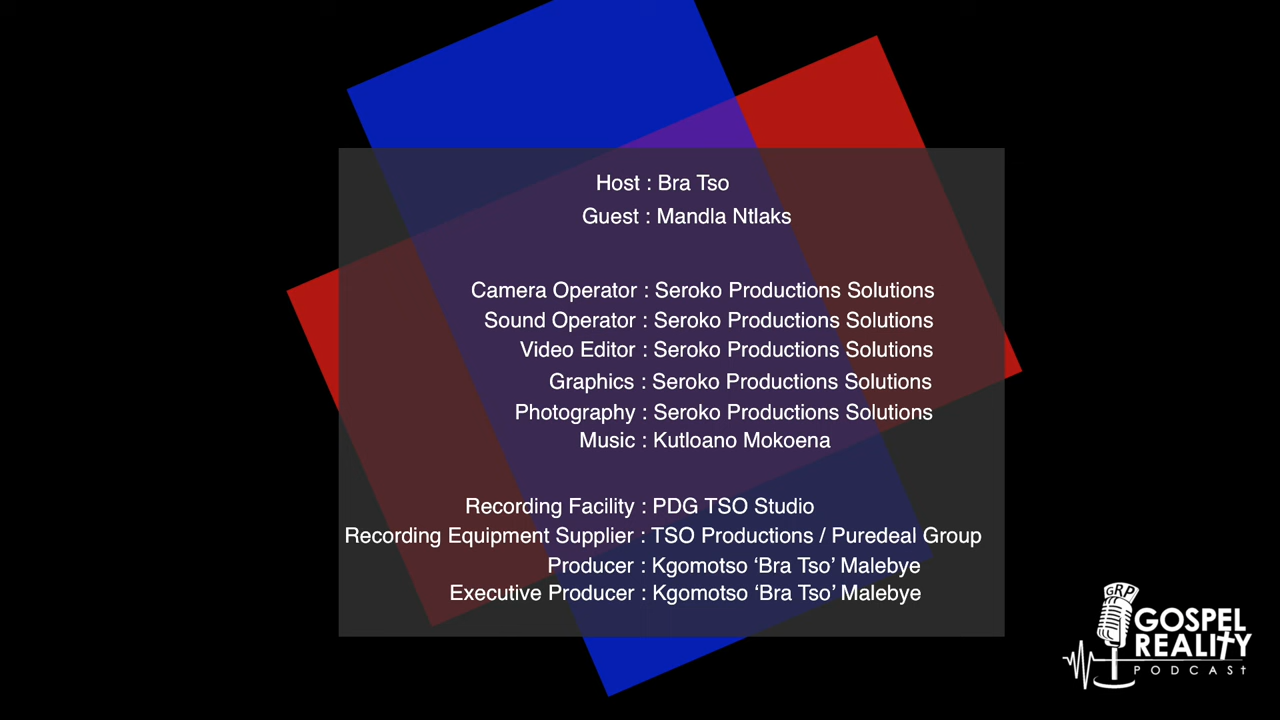 Host : Bra Tso
Guest : Mandla Ntlaks
Camera Operator : Seroko Productions Solutions
Sound Operator : Seroko Productions Solutions
Video Editor : Seroko Productions Solutions
Graphics : Seroko Productions Solutions
Photography : Seroko Productions Solutions
Music : Kutloano Mokoena
Recording Facility : PDG TSO Studio
Recording Equipment Supplier : TSO Productions / Puredeal Group
Producer : Kgomotso ‘Bra Tso’ Malebye
Executive Producer : Kgomotso ‘Bra Tso’ Malebye
GRP
GOSPEL
REALITY
PODCAST